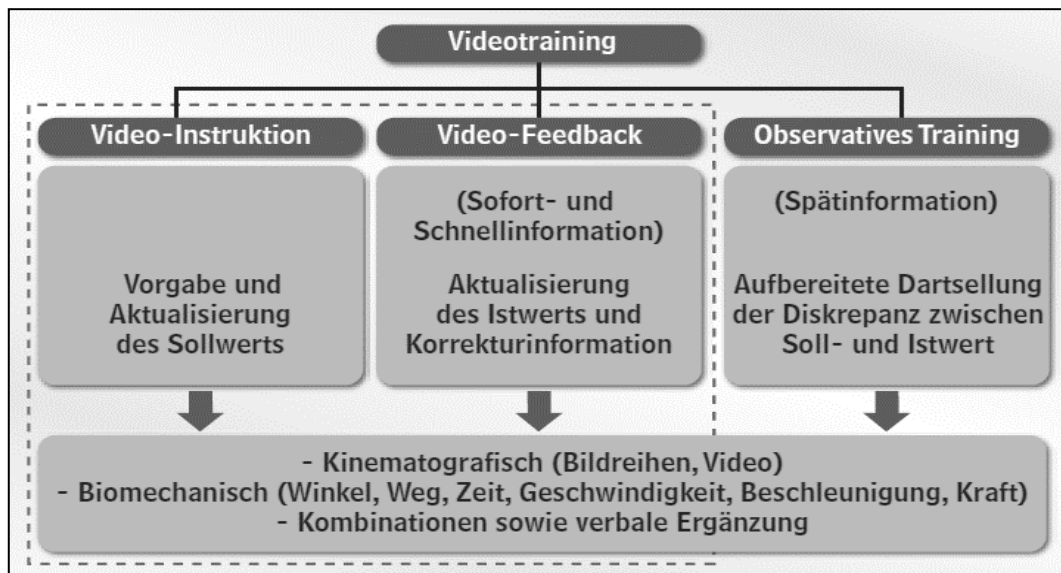 Videotraining
Video-Instruktion
Vorgabe und
Aktualisierung
des Sollwerts
Video-Feedback
(Sofort- und
Schnellinformation)
Aktualisierung
des Istwerts und
Korrekturinformation
Observatives Training
(Spätinformation)
Aufbereitete Dartsellung
der Diskrepanz zwischen
Soll- und Istwert
- Kinematografisch (Bildreihen, Video)
- Biomechanisch (Winkel, Weg, Zeit, Geschwindigkeit, Beschleunigung, Kraft)
- Kombinationen sowie verbale Ergänzung